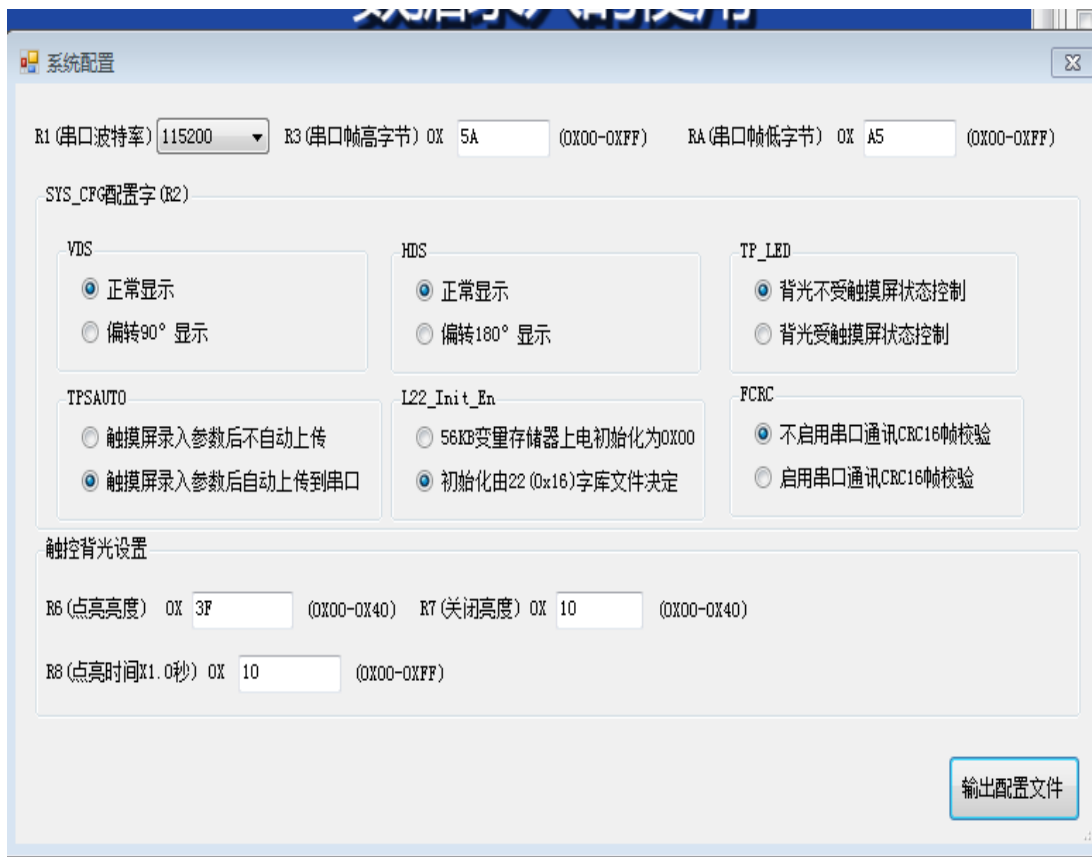 数据录入的使用
系统配置
R1(串口波特率) 115200 R3(串口帧高字节) 0X 5A (0X00-0XFF) RA(串口帧低字节) 0X A5 (0X00-0XFF)
SYS_CFG配置字(R2)
VDS HDS TP_LED
正常显示 正常显示 背光不受触摸屏状态控制
偏转90° 显示 偏转180° 显示 背光受触摸屏状态控制
TPSAUTO L22_Init_En FCRC
触摸屏录入参数后不自动上传 56KB变量存储器上电初始化为0X00 不启用串口通讯CRC16帧校验
触摸屏录入参数后自动上传到串口 初始化由22(0x16)字库文件决定 启用串口通讯CRC16帧校验
触控背光设置
R6(点亮亮度) 0X 3F (0X00-0X40) R7(关闭亮度) 0X 10 (0X00-0X40)
R8(点亮时间X1.0秒) 0X 10 (0X00-0XFF)
输出配置文件